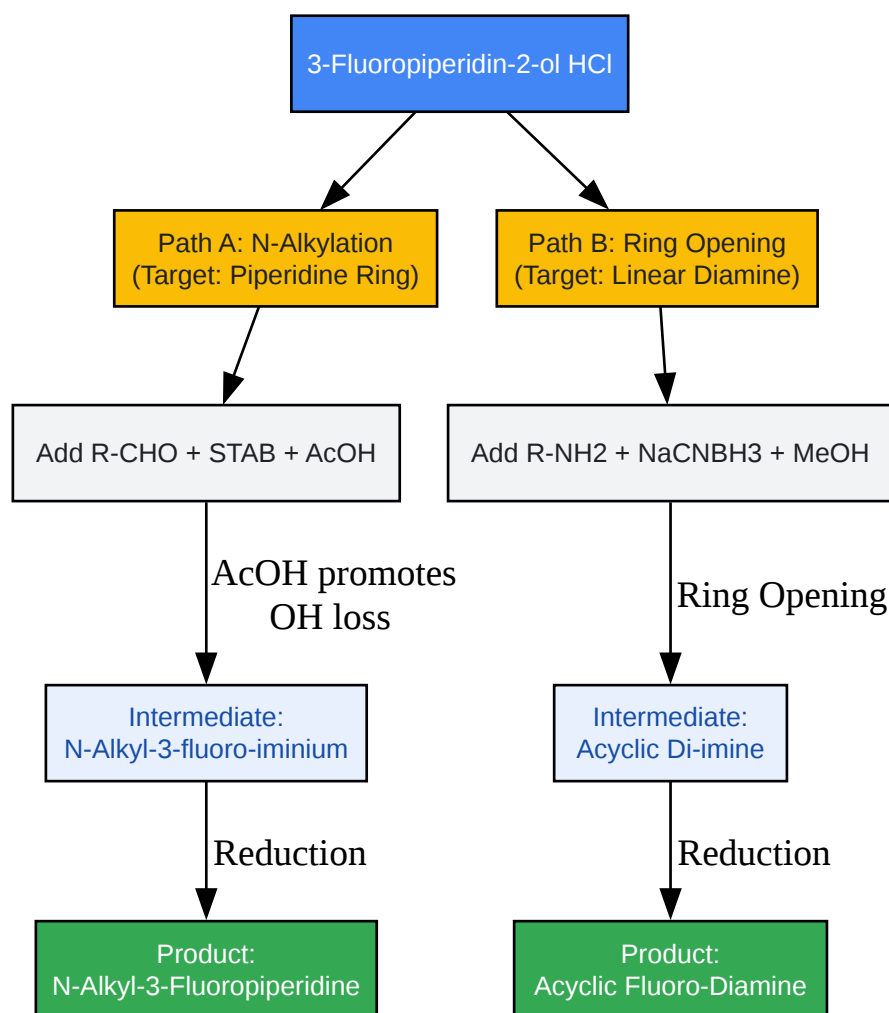 3-Fluoropiperidin-2-ol HCl
Path A: N-Alkylation
(Target: Piperidine Ring)
Path B: Ring Opening
(Target: Linear Diamine)
Add R-CHO + STAB + AcOH
Add R-NH2 + NaCNBH3 + MeOH
AcOH promotes
OH loss
Ring Opening
Intermediate:
N-Alkyl-3-fluoro-iminium
Intermediate:
Acyclic Di-imine
Reduction
Reduction
Product:
N-Alkyl-3-Fluoropiperidine
Product:
Acyclic Fluoro-Diamine